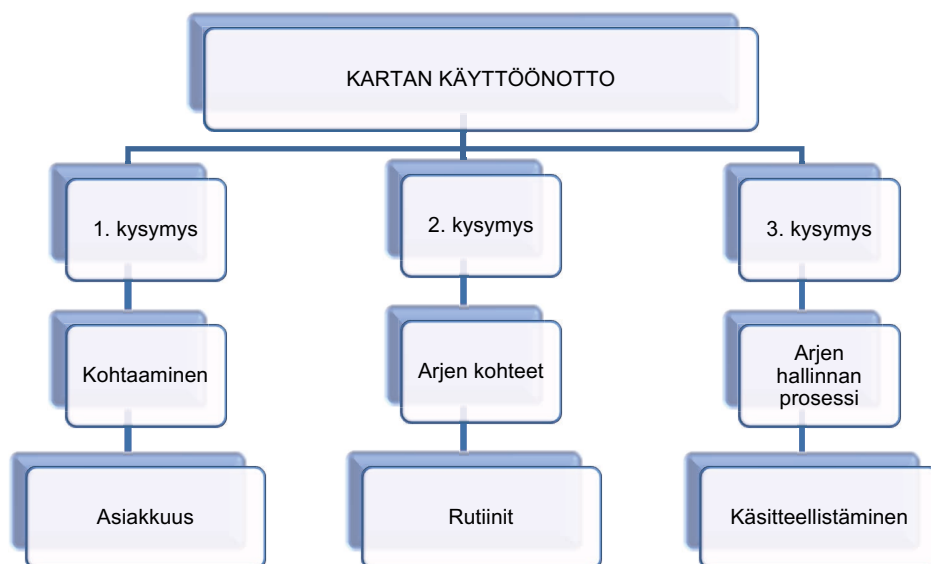 KARTAN KÄYTTÖÖNOTTO
1. kysymys
2. kysymys
3. kysymys
Kohtaaminen
Arjen kohteet
Arjen
hallinnan
prosessi
Asiakkuus
Rutiinit
Käsitteellistäminen